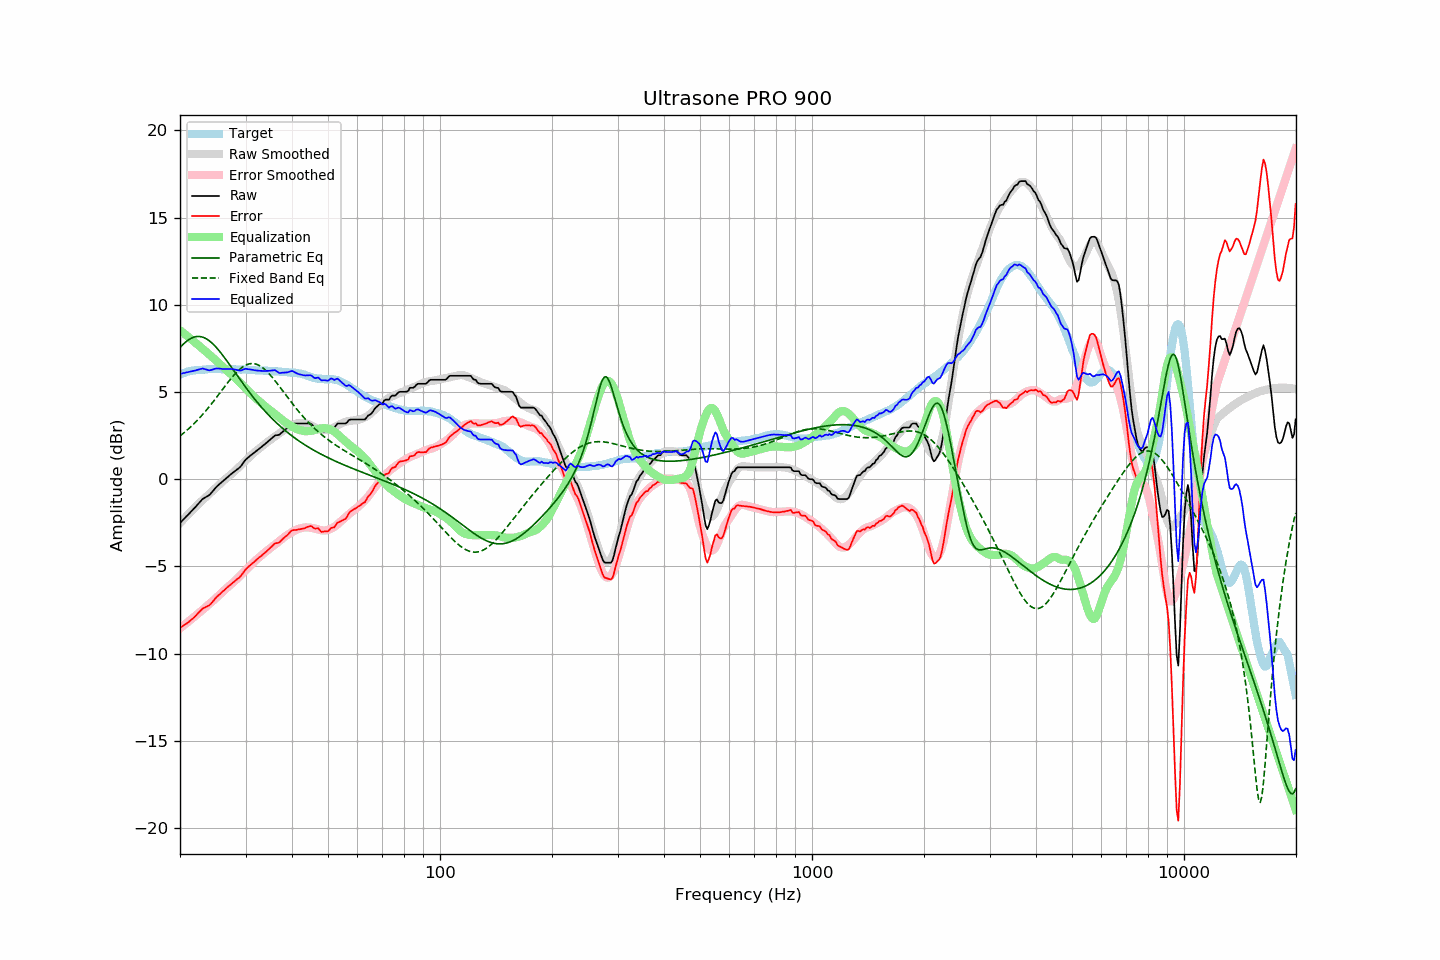 Ultrasone PRO 900
Target
Raw Smoothed
Error Smoothed
Raw
Error
Equalization
Parametric Eq
Fixed Band Eq
Equalized
20
15
10
5
0
−5
−10
−15
−20
Amplitude (dBr)
100
1000
10000
Frequency (Hz)